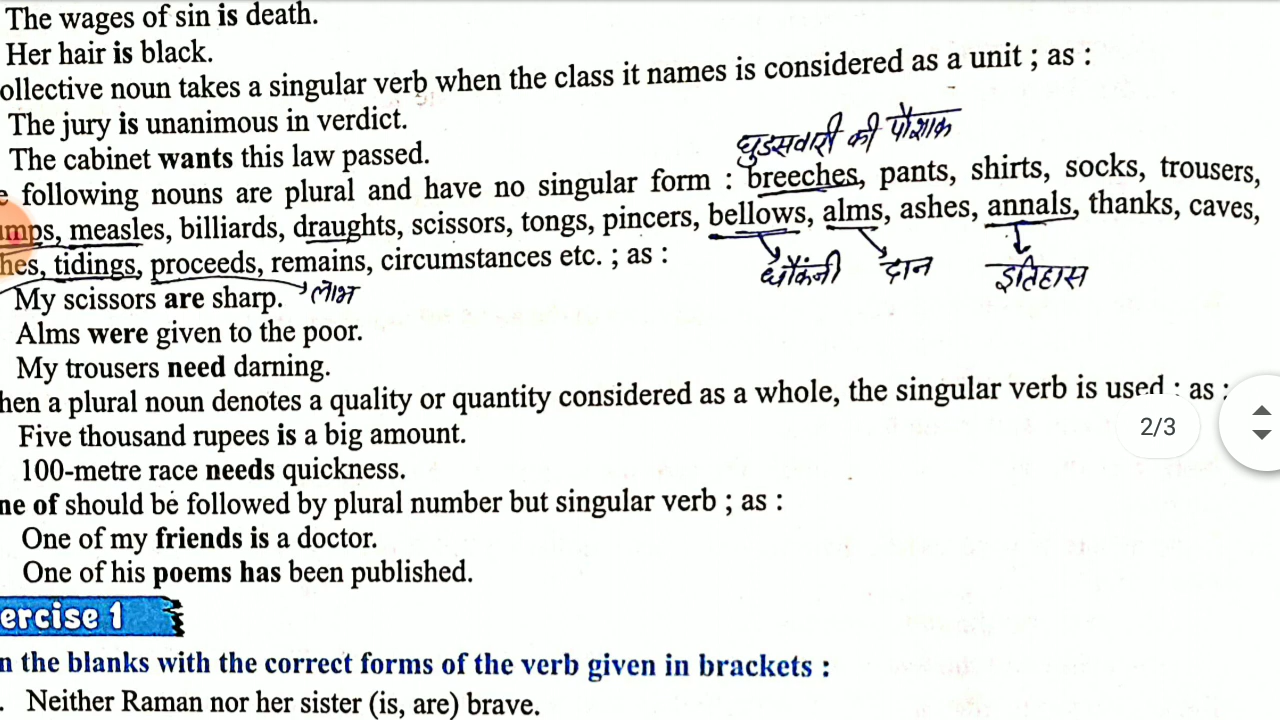 The wages of sin is death.
Her hair is black.
ollective noun takes a singular verb when the class it names is considered as a unit ; as :
The jury is unanimous in verdict.
The cabinet wants this law passed.
घुडसवारी की पौशाक
e following nouns are plural and have no singular form : breeches, pants, shirts, socks, trousers,
mps, measles, billiards, draughts, scissors, tongs, pincers, bellows, alms, ashes, annals, thanks, caves,
hes, tidings, proceeds, remains, circumstances etc. ; as :
धौंकनी दान इतिहास
My scissors are sharp. लाभ
Alms were given to the poor.
My trousers need darning.
hen a plural noun denotes a quality or quantity considered as a whole, the singular verb is used ; as :
Five thousand rupees is a big amount.
2/3
100-metre race needs quickness.
ne of should be followed by plural number but singular verb ; as :
One of my friends is a doctor.
One of his poems has been published.
ercise 1
n the blanks with the correct forms of the verb given in brackets :
. Neither Raman nor her sister (is, are) brave.